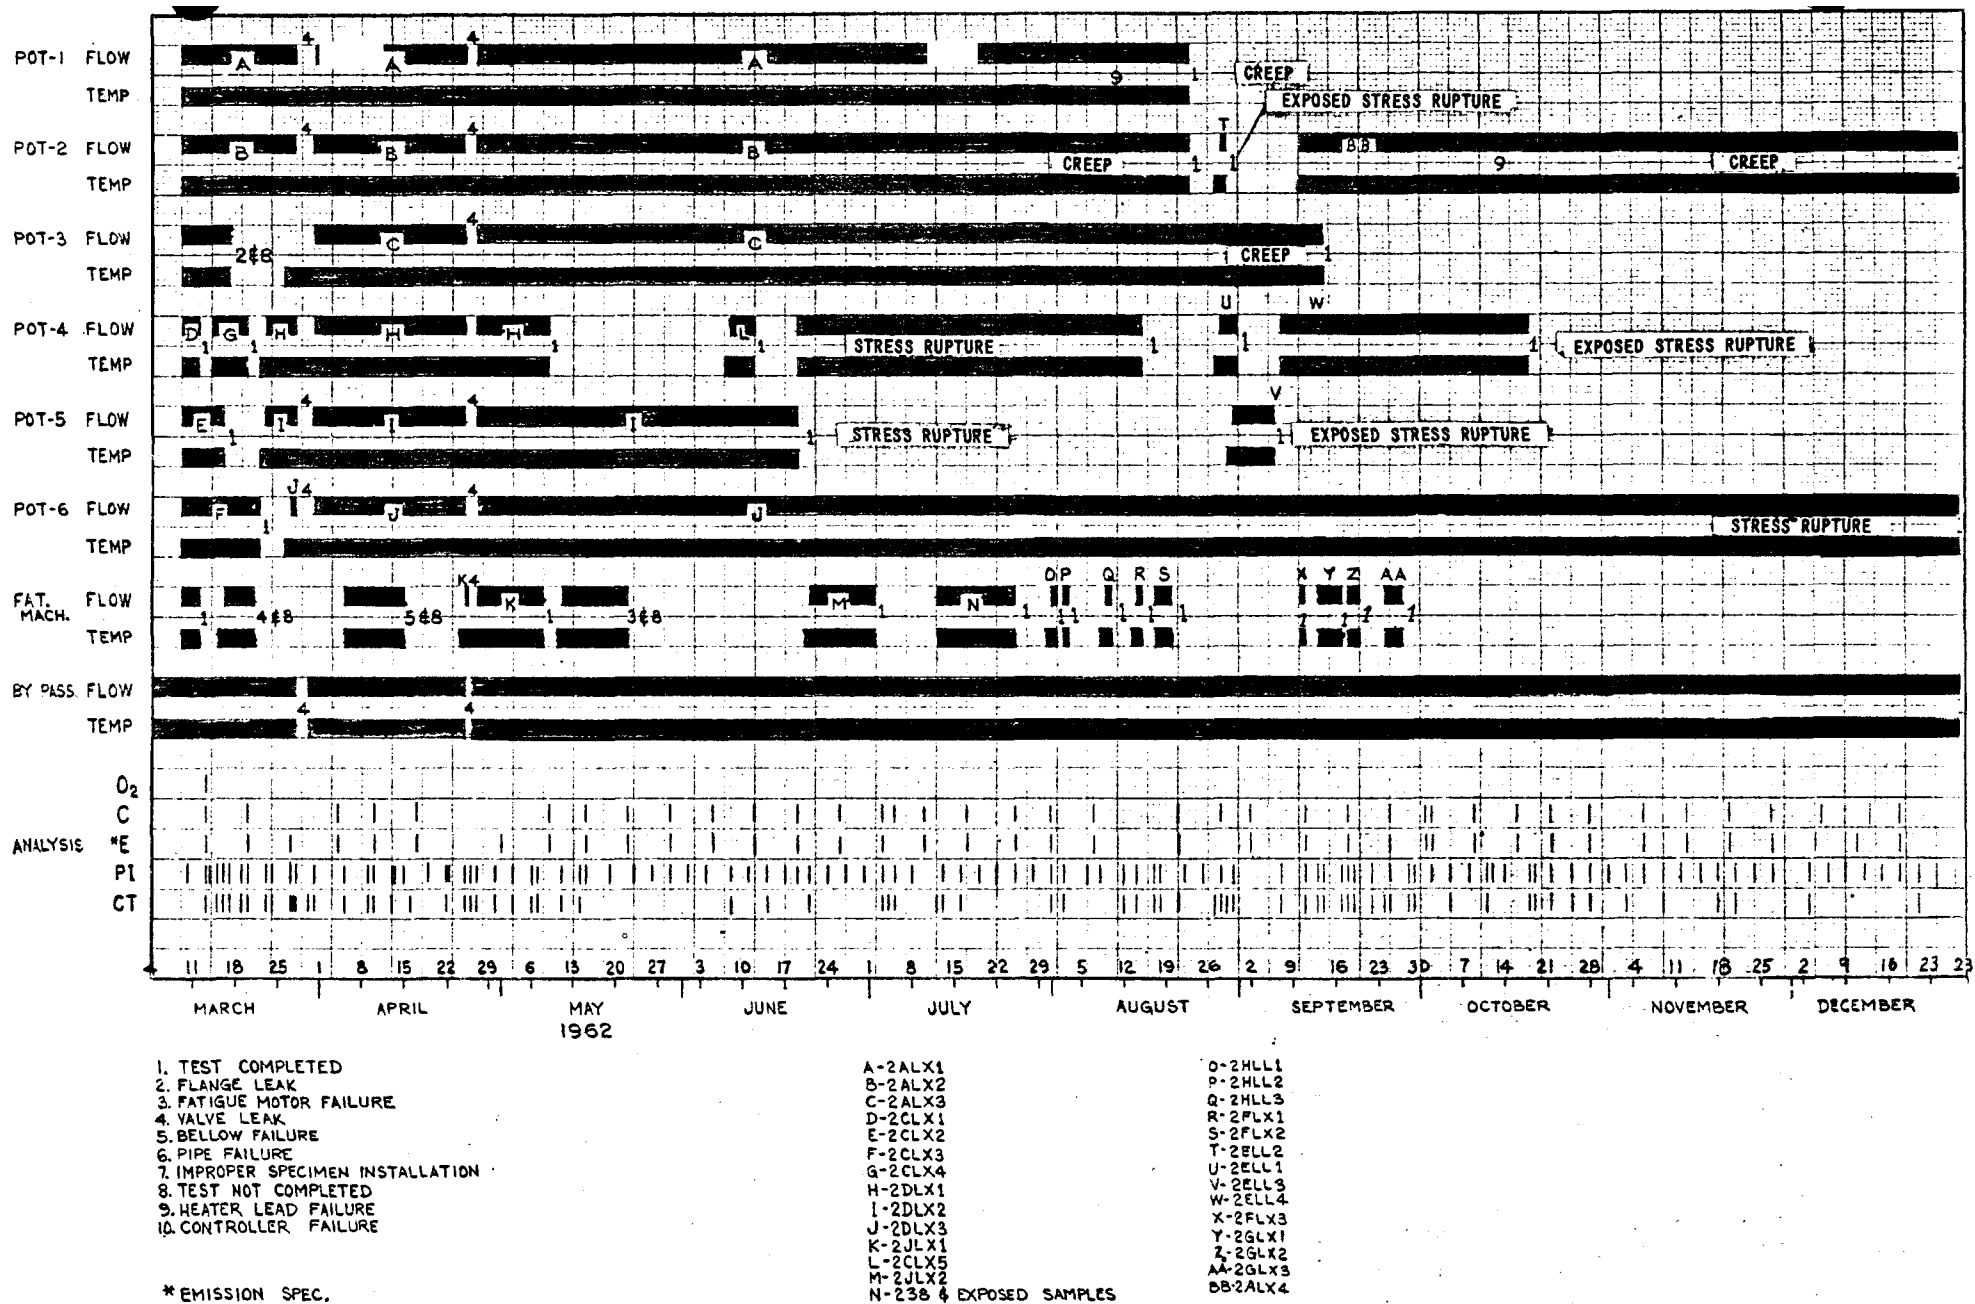 4 4
POT-1 FLOW A A A
9 1 CREEP
TEMP
EXPOSED STRESS RUPTURE
4 4 T
POT-2 FLOW B B B BB
CREEP 1 1 9 CREEP
TEMP
4
POT-3 FLOW C C
2&8 CREEP 1
TEMP
U W
POT-4 FLOW D G H H H L
1 1 1 1 STRESS RUPTURE 1 1 1 EXPOSED STRESS RUPTURE
TEMP
4 4 V
POT-5 FLOW E I I I
1 1 STRESS RUPTURE 1 EXPOSED STRESS RUPTURE
TEMP
J 4 4
POT-6 FLOW F J J
1 STRESS RUPTURE
TEMP
K4 O P Q R S X Y Z AA
FAT. MACH. FLOW K M N
1 4&8 5&8 1 3&8 1 1 1 1 1 1 1 1 1 1 1
TEMP
BY PASS FLOW
4 4
TEMP
O2
C
ANALYSIS *E
PI
CT
4 11 18 25 1 8 15 22 29 6 13 20 27 3 10 17 24 1 8 15 22 29 5 12 19 26 2 9 16 23 30 7 14 21 28 4 11 18 25 2 9 16 23 23
MARCH APRIL MAY JUNE JULY AUGUST SEPTEMBER OCTOBER NOVEMBER DECEMBER
1962
1. TEST COMPLETED
2. FLANGE LEAK
3. FATIGUE MOTOR FAILURE
4. VALVE LEAK
5. BELLOW FAILURE
6. PIPE FAILURE
7. IMPROPER SPECIMEN INSTALLATION
8. TEST NOT COMPLETED
9. HEATER LEAD FAILURE
10. CONTROLLER FAILURE
* EMISSION SPEC.
A-2ALX1
B-2ALX2
C-2ALX3
D-2CLX1
E-2CLX2
F-2CLX3
G-2CLX4
H-2DLX1
I-2DLX2
J-2DLX3
K-2JLX1
L-2CLX5
M-2JLX2
N-238 & EXPOSED SAMPLES
O-2HLL1
P-2HLL2
Q-2HLL3
R-2FLX1
S-2FLX2
T-2ELL2
U-2ELL1
V-2ELL3
W-2ELL4
X-2FLX3
Y-2GLX1
Z-2GLX2
AA-2GLX3
BB-2ALX4